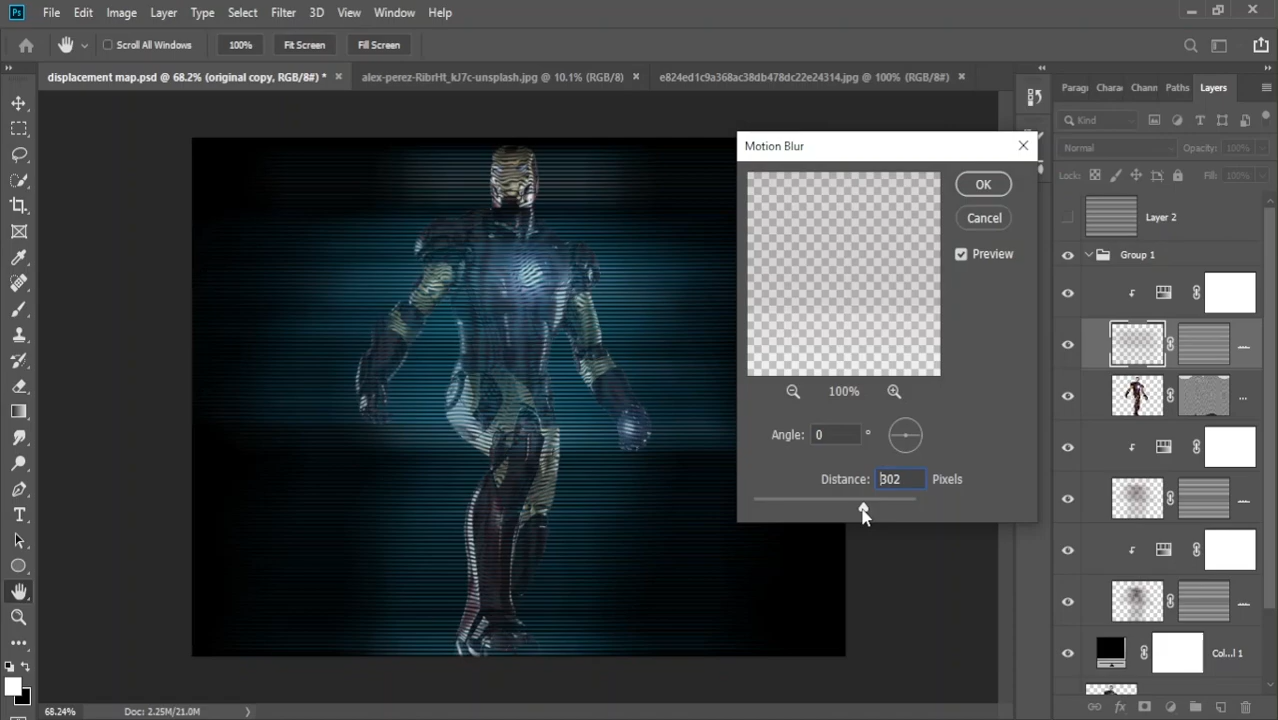 Ps File Edit Image Layer Type Select Filter 3D View Window Help
Scroll All Windows 100% Fit Screen Fill Screen
displacement map.psd @ 68.2% (original copy, RGB/8#) * alex-perez-RibrHt_kJ7c-unsplash.jpg @ 10.1% (RGB/8) e824ed1c9a368ac38db478dc22e24314.jpg @ 100% (RGB/8#)
Paragi Charac Chann Paths Layers
Kind
Normal Opacity: 100%
Lock: Fill: 100%
Layer 2
Group 1
Col...l 1
Motion Blur
OK
Cancel
Preview
100%
Angle: 0 °
Distance: 302 Pixels
68.24% Doc: 2.25M/21.0M